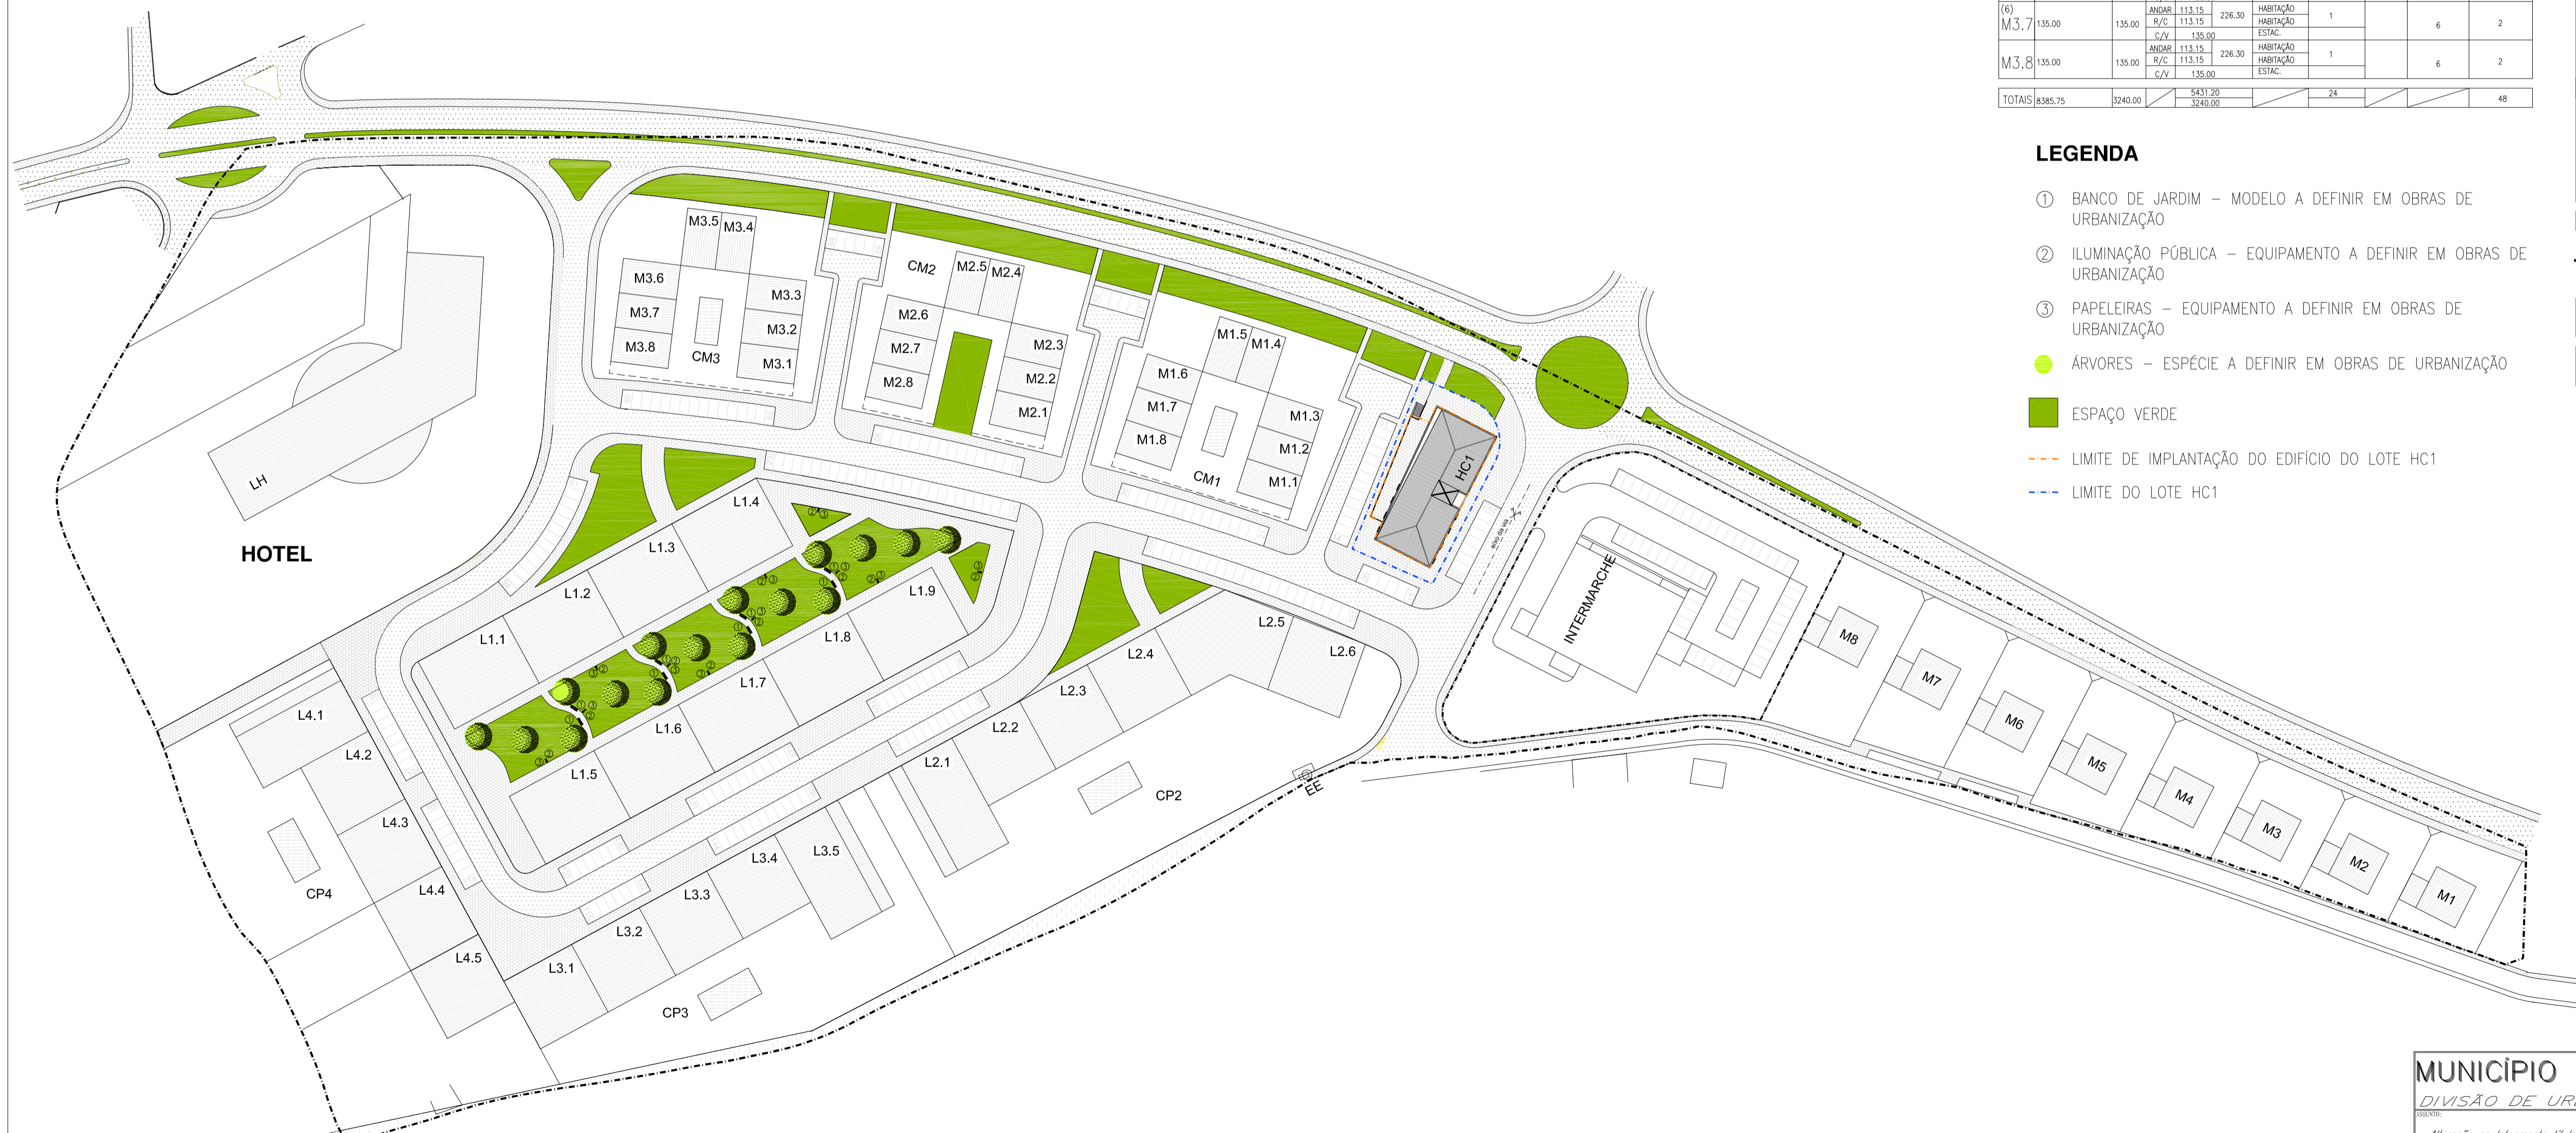 (6)
M3.7 135.00 135.00 ANDAR 113.15 226.30 HABITAÇÃO 1 6 2
R/C 113.15 HABITAÇÃO
C/V 135.00 ESTAC.
M3.8 135.00 135.00 ANDAR 113.15 226.30 HABITAÇÃO 1 6 2
R/C 113.15 HABITAÇÃO
C/V 135.00 ESTAC.
TOTAIS 8385.75 3240.00 5431.20 24 48
3240.00
LEGENDA
① BANCO DE JARDIM – MODELO A DEFINIR EM OBRAS DE
URBANIZAÇÃO
② ILUMINAÇÃO PÚBLICA – EQUIPAMENTO A DEFINIR EM OBRAS DE
URBANIZAÇÃO
③ PAPELEIRAS – EQUIPAMENTO A DEFINIR EM OBRAS DE
URBANIZAÇÃO
ÁRVORES – ESPÉCIE A DEFINIR EM OBRAS DE URBANIZAÇÃO
ESPAÇO VERDE
LIMITE DE IMPLANTAÇÃO DO EDIFÍCIO DO LOTE HC1
LIMITE DO LOTE HC1
M3.5
M3.4
M3.6
M3.3
M3.7
M3.2
M3.8
CM3
M3.1
CM2
M2.5
M2.4
M2.6
M2.3
M2.7
M2.2
M2.8
M2.1
M1.5
M1.4
M1.6
M1.3
M1.7
M1.2
M1.8
CM1
M1.1
HC1
eixo da via
LH
HOTEL
L1.4
L1.3
L1.2
L1.1
L1.9
L1.8
L1.7
L1.6
L1.5
L2.5
L2.6
L2.4
L2.3
L2.2
L2.1
CP2
EE
INTERMARCHE
M8
M7
M6
M5
M4
M3
M2
M1
L4.1
L4.2
L4.3
L4.4
L4.5
CP4
L3.5
L3.4
L3.3
L3.2
L3.1
CP3
MUNICÍPIO
DIVISÃO DE UR
ASSUNTO: